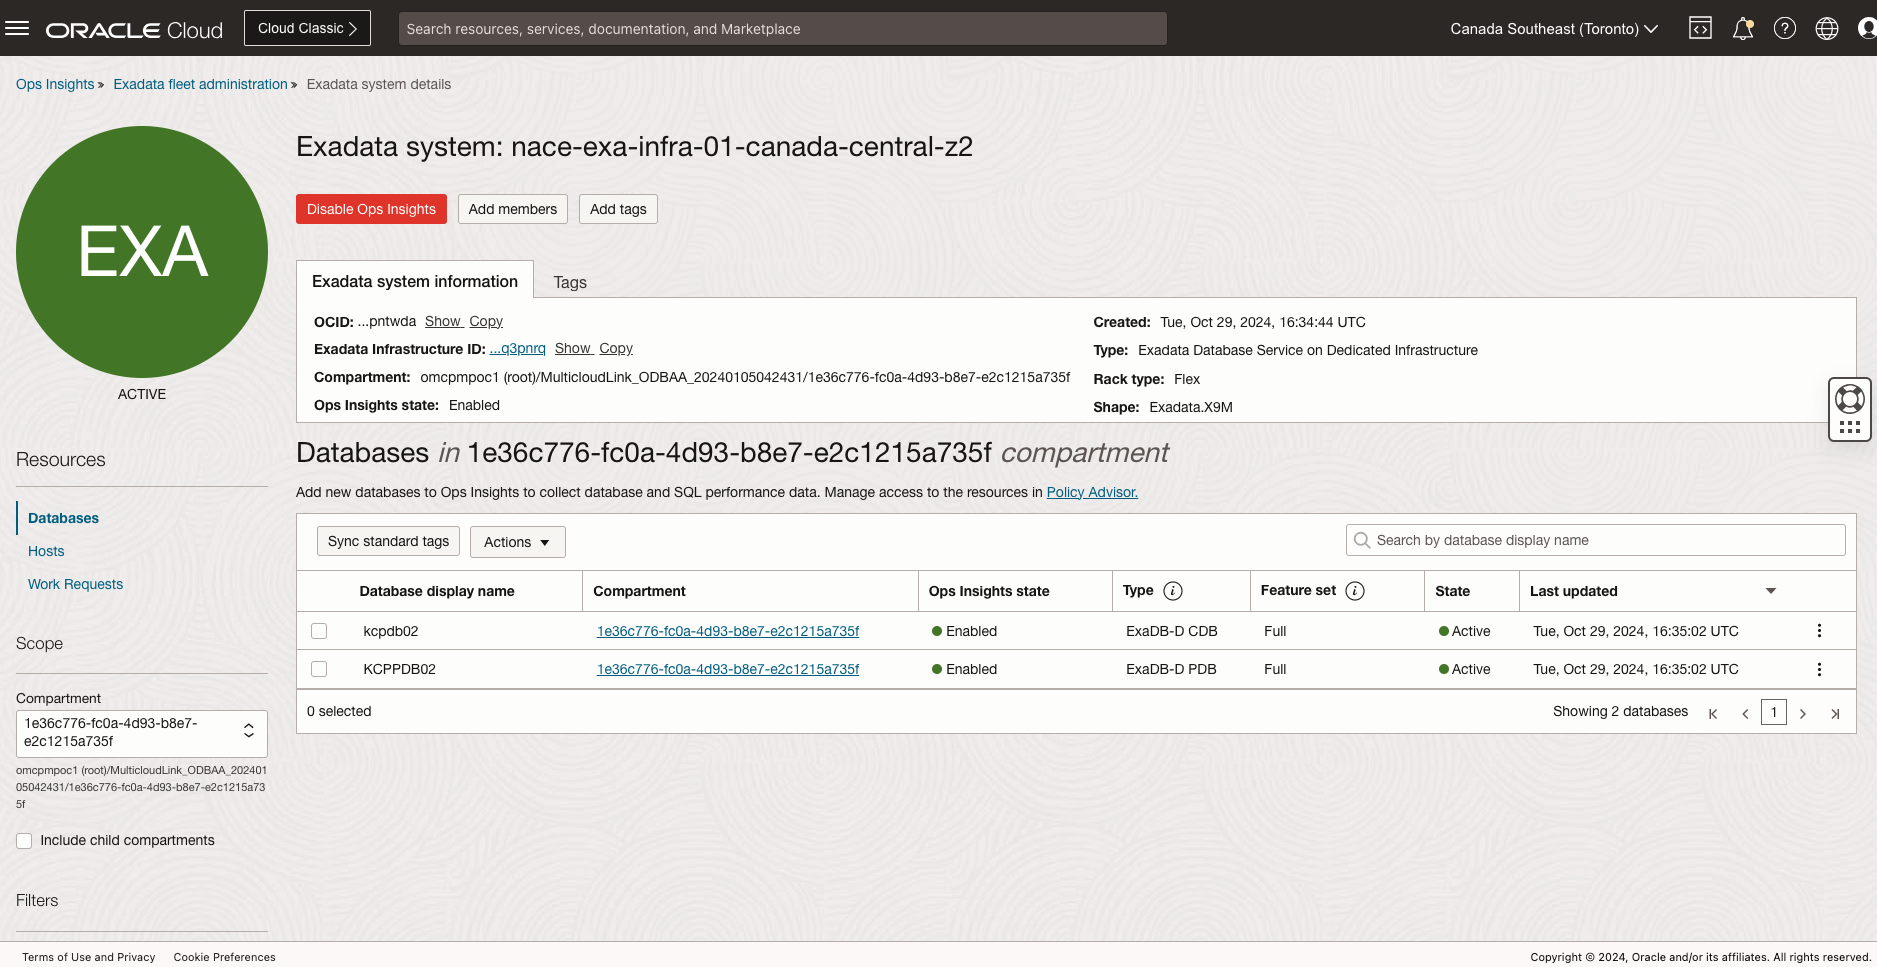 ORACLE Cloud
Cloud Classic
Search resources, services, documentation, and Marketplace
Canada Southeast (Toronto)
Ops Insights » Exadata fleet administration » Exadata system details
EXA
ACTIVE
Exadata system: nace-exa-infra-01-canada-central-z2
Disable Ops Insights Add members Add tags
Exadata system information Tags
OCID: ...pntwda Show Copy
Exadata Infrastructure ID: ...q3pnrq Show Copy
Compartment: omcpmpoc1 (root)/MulticloudLink_ODBAA_20240105042431/1e36c776-fc0a-4d93-b8e7-e2c1215a735f
Ops Insights state: Enabled
Created: Tue, Oct 29, 2024, 16:34:44 UTC
Type: Exadata Database Service on Dedicated Infrastructure
Rack type: Flex
Shape: Exadata.X9M
Resources
Databases
Hosts
Work Requests
Scope
Compartment
1e36c776-fc0a-4d93-b8e7-
e2c1215a735f
omcpmpoc1 (root)/MulticloudLink_ODBAA_202401
05042431/1e36c776-fc0a-4d93-b8e7-e2c1215a73
5f
Include child compartments
Filters
Databases in 1e36c776-fc0a-4d93-b8e7-e2c1215a735f compartment
Add new databases to Ops Insights to collect database and SQL performance data. Manage access to the resources in Policy Advisor.
Sync standard tags Actions Search by database display name
Database display name Compartment Ops Insights state Type i Feature set i State Last updated
kcpdb02 1e36c776-fc0a-4d93-b8e7-e2c1215a735f Enabled ExaDB-D CDB Full Active Tue, Oct 29, 2024, 16:35:02 UTC
KCPPDB02 1e36c776-fc0a-4d93-b8e7-e2c1215a735f Enabled ExaDB-D PDB Full Active Tue, Oct 29, 2024, 16:35:02 UTC
0 selected Showing 2 databases 1
Terms of Use and Privacy Cookie Preferences Copyright © 2024, Oracle and/or its affiliates. All rights reserved.